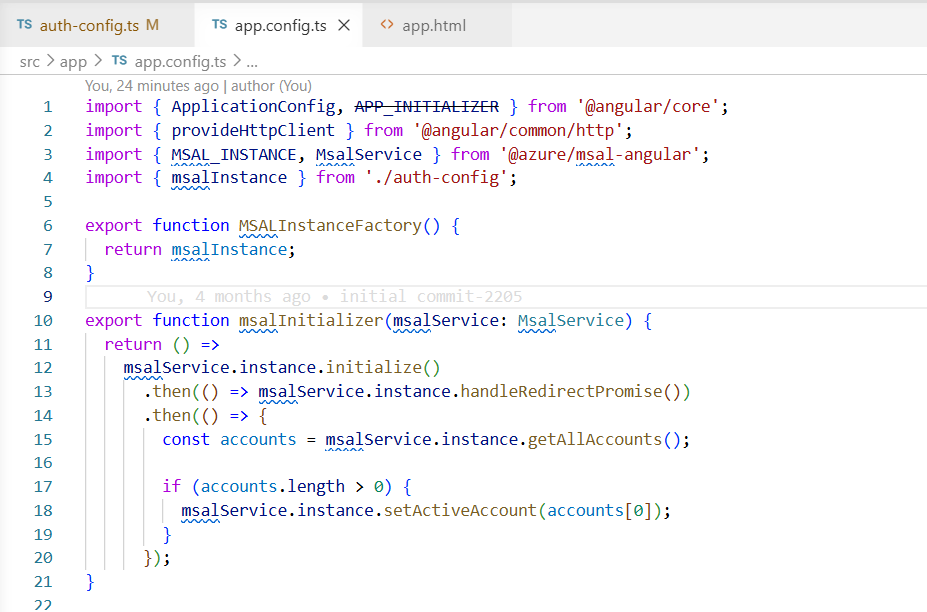 TS auth-config.ts M TS app.config.ts × <> app.html
src > app > TS app.config.ts > ...
You, 24 minutes ago | author (You)
1 import { ApplicationConfig, APP_INITIALIZER } from '@angular/core';
2 import { provideHttpClient } from '@angular/common/http';
3 import { MSAL_INSTANCE, MsalService } from '@azure/msal-angular';
4 import { msalInstance } from './auth-config';
5
6 export function MSALInstanceFactory() {
7   return msalInstance;
8 }
9 You, 4 months ago • initial commit-2205
10 export function msalInitializer(msalService: MsalService) {
11   return () =>
12     msalService.instance.initialize()
13       .then(() => msalService.instance.handleRedirectPromise())
14       .then(() => {
15         const accounts = msalService.instance.getAllAccounts();
16
17         if (accounts.length > 0) {
18           msalService.instance.setActiveAccount(accounts[0]);
19         }
20       });
21 }
22